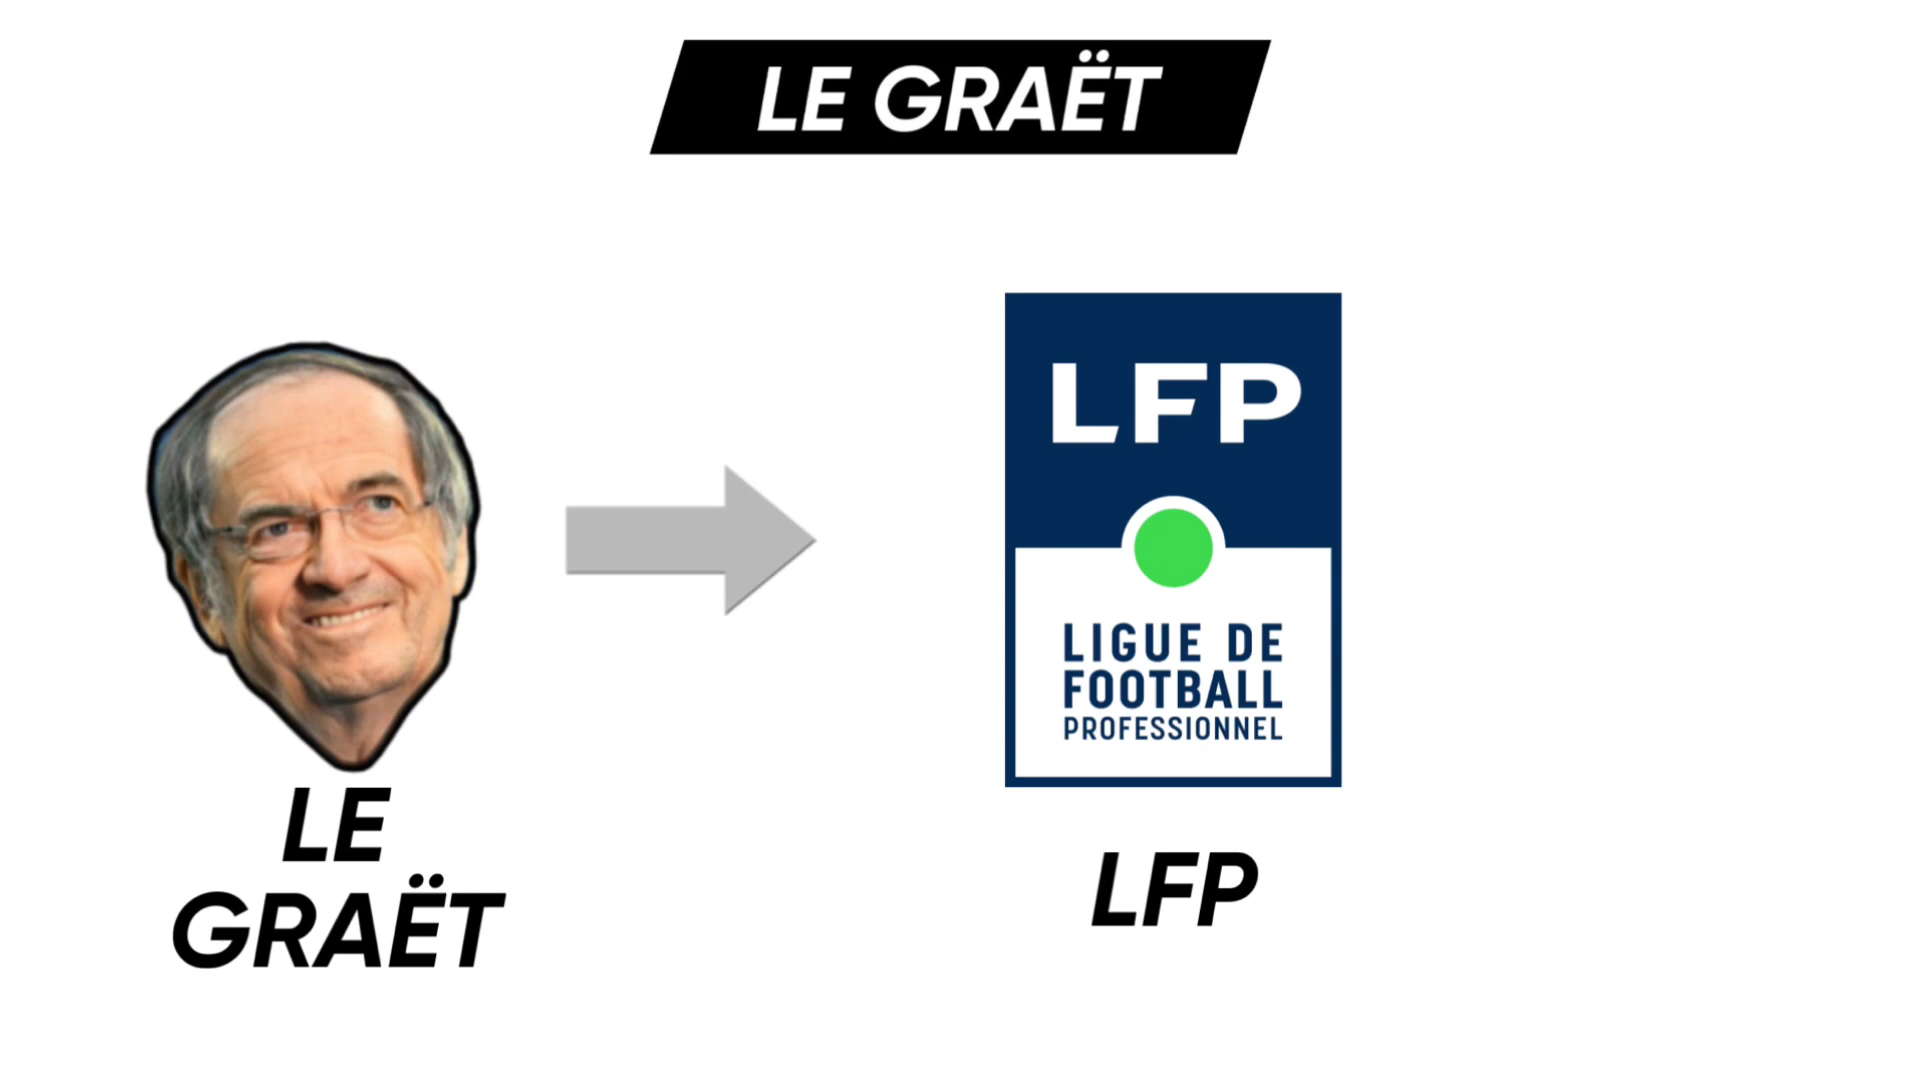 LE GRAËT
LFP
LIGUE DE
FOOTBALL
PROFESSIONNEL
LE
GRAËT
LFP